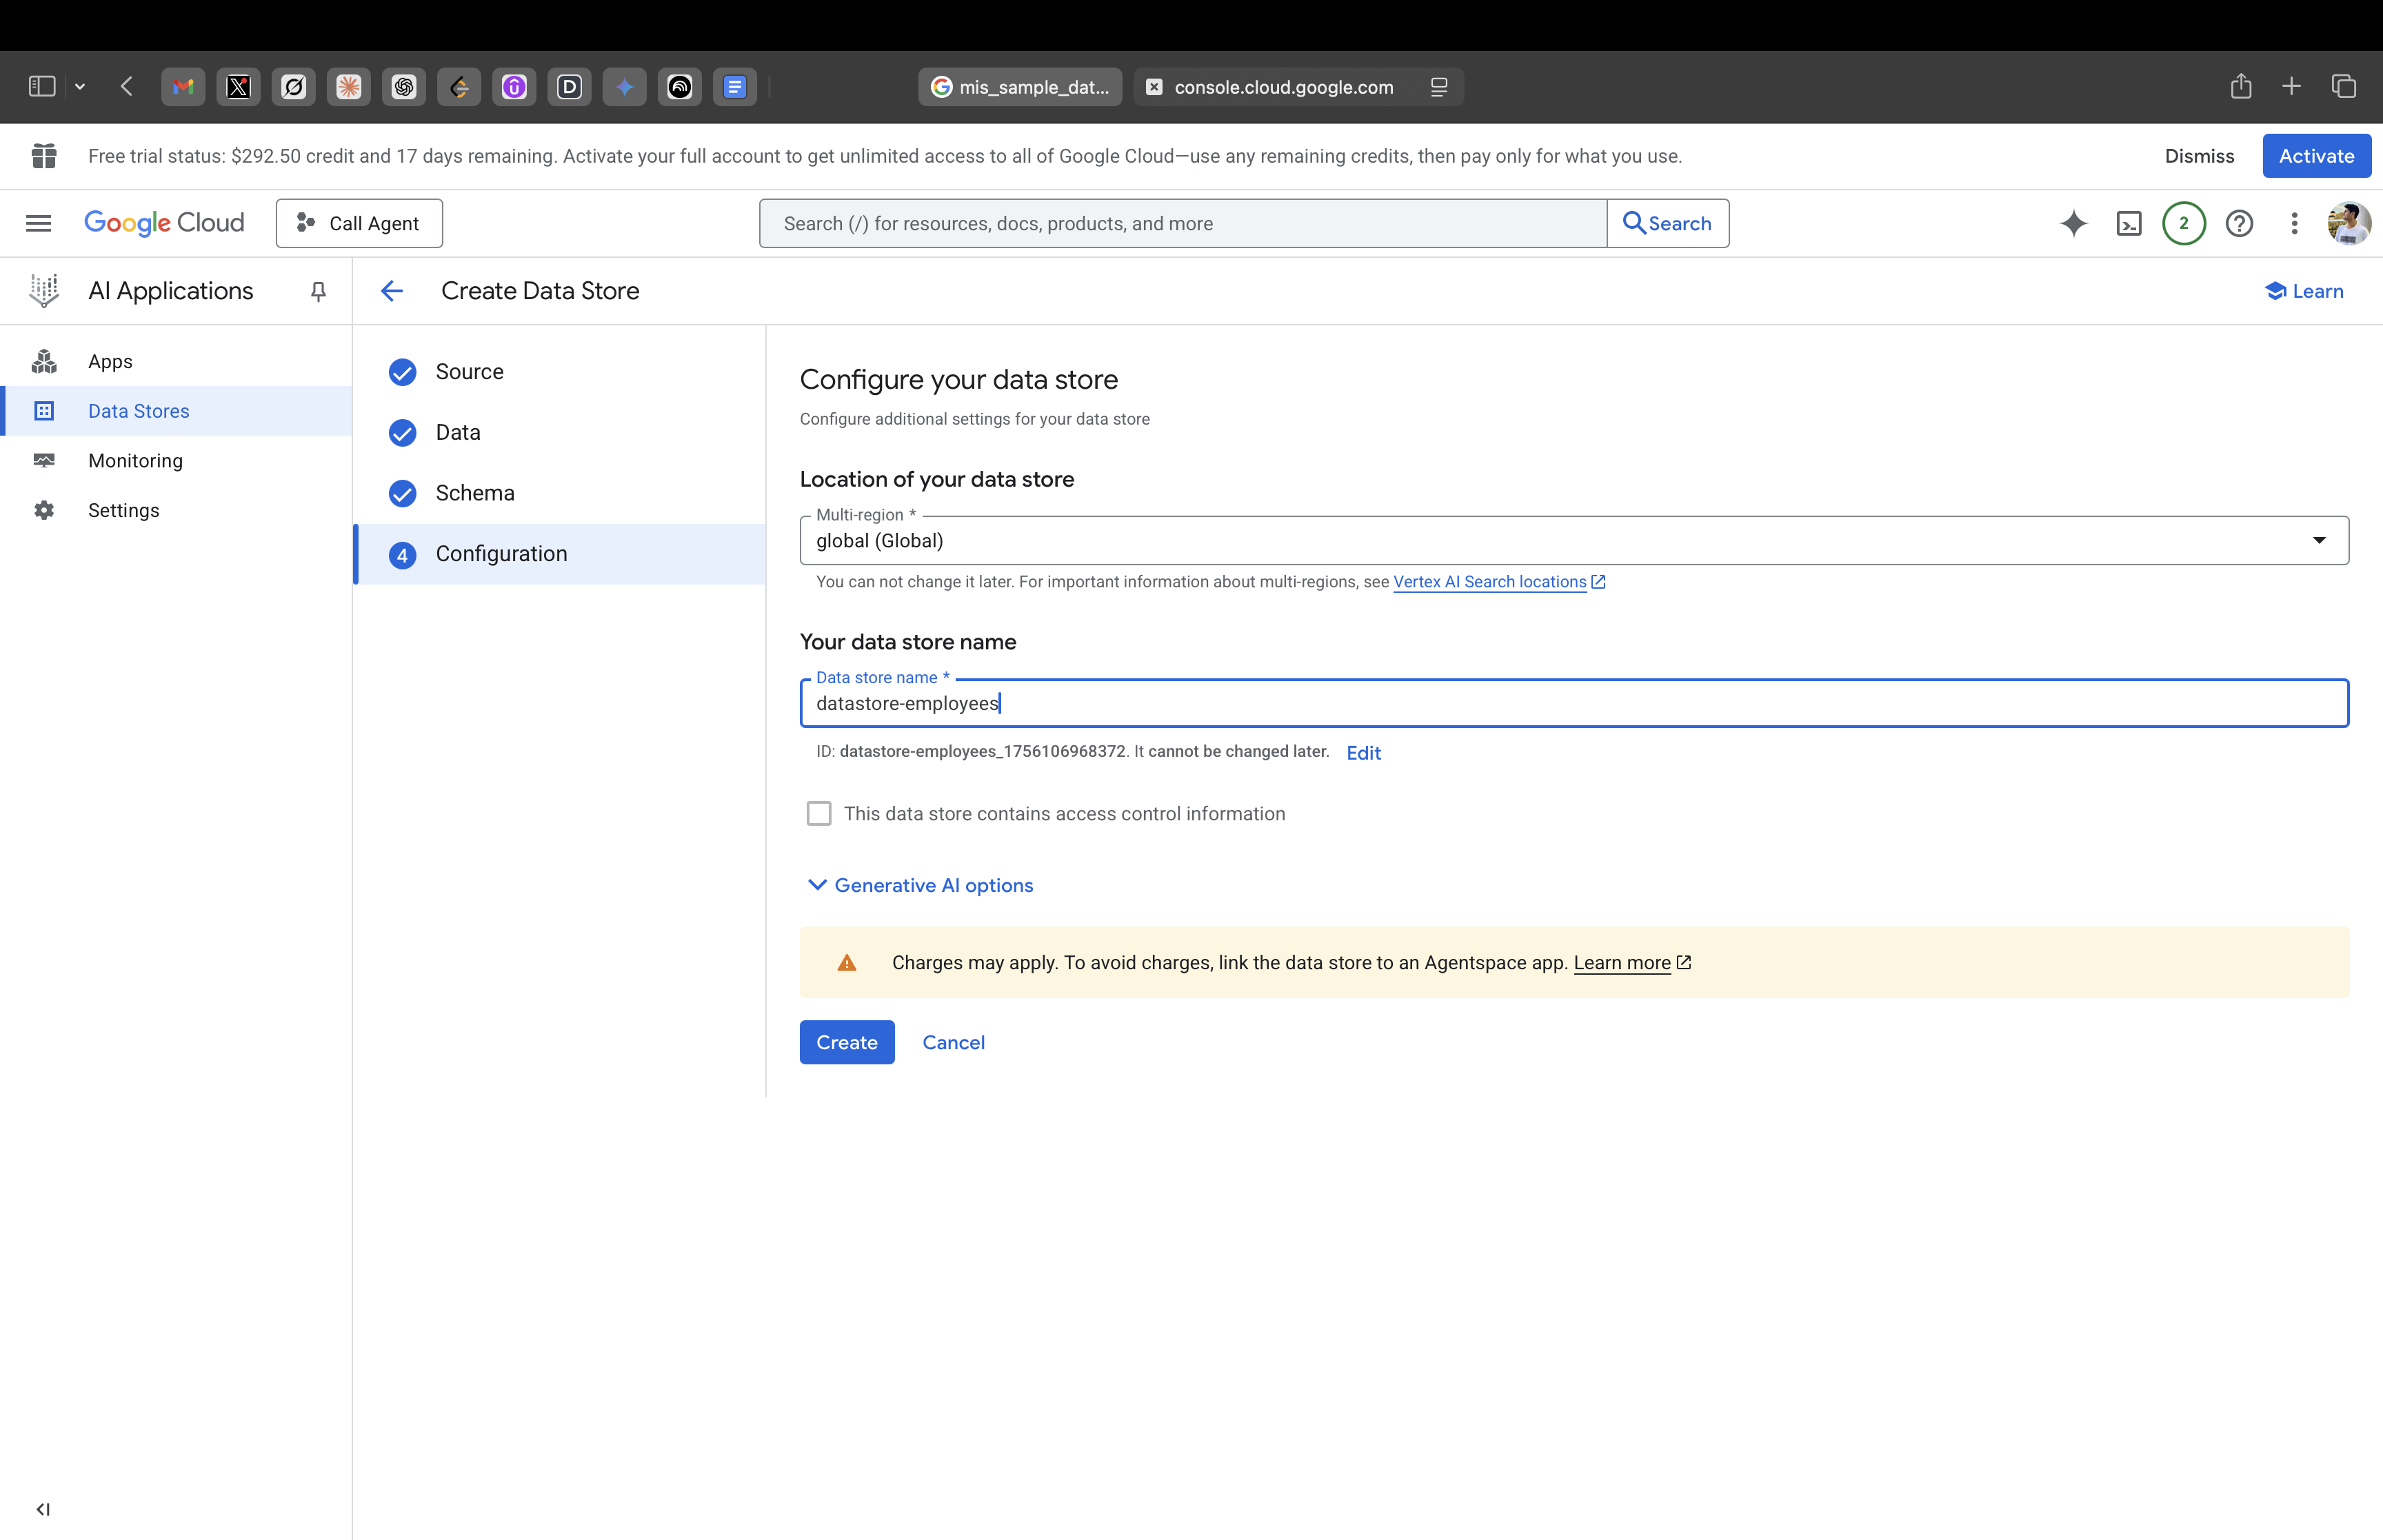 mis_sample_dat...
console.cloud.google.com
Free trial status: $292.50 credit and 17 days remaining. Activate your full account to get unlimited access to all of Google Cloud—use any remaining credits, then pay only for what you use.
Dismiss
Activate
Google Cloud
Call Agent
Search (/) for resources, docs, products, and more
Search
2
AI Applications
Create Data Store
Learn
Apps
Data Stores
Monitoring
Settings
Source
Data
Schema
4
Configuration
Configure your data store
Configure additional settings for your data store
Location of your data store
Multi-region *
global (Global)
You can not change it later. For important information about multi-regions, see Vertex AI Search locations
Your data store name
Data store name *
datastore-employees
ID: datastore-employees_1756106968372. It cannot be changed later. Edit
This data store contains access control information
Generative AI options
Charges may apply. To avoid charges, link the data store to an Agentspace app. Learn more
Create
Cancel